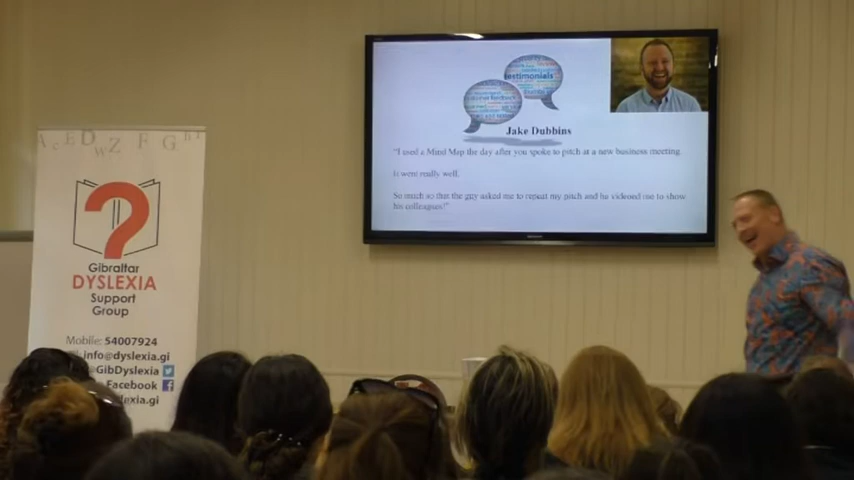 A C E D W Z F G H I
?
Gibraltar
DYSLEXIA
Support
Group
Mobile: 54007924
info@dyslexia.gi
GibDyslexia
Facebook
lexia.gi
testimonials
Jake Dubbins
"I used a Mind Map the day after you spoke to pitch at a new business meeting.
It went really well.
So much so that the guy asked me to repeat my pitch and he videoed me to show
his colleagues!"